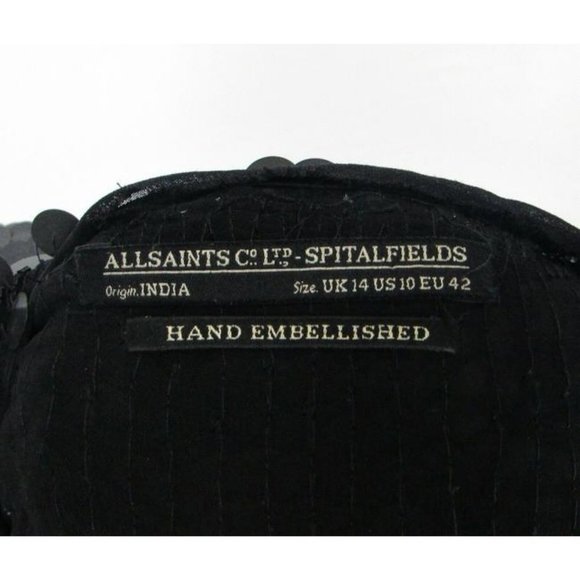 ALLSAINTS Co. LTD - SPITALFIELDS
Origin. INDIA Size. UK 14 US 10 EU 42
HAND EMBELLISHED